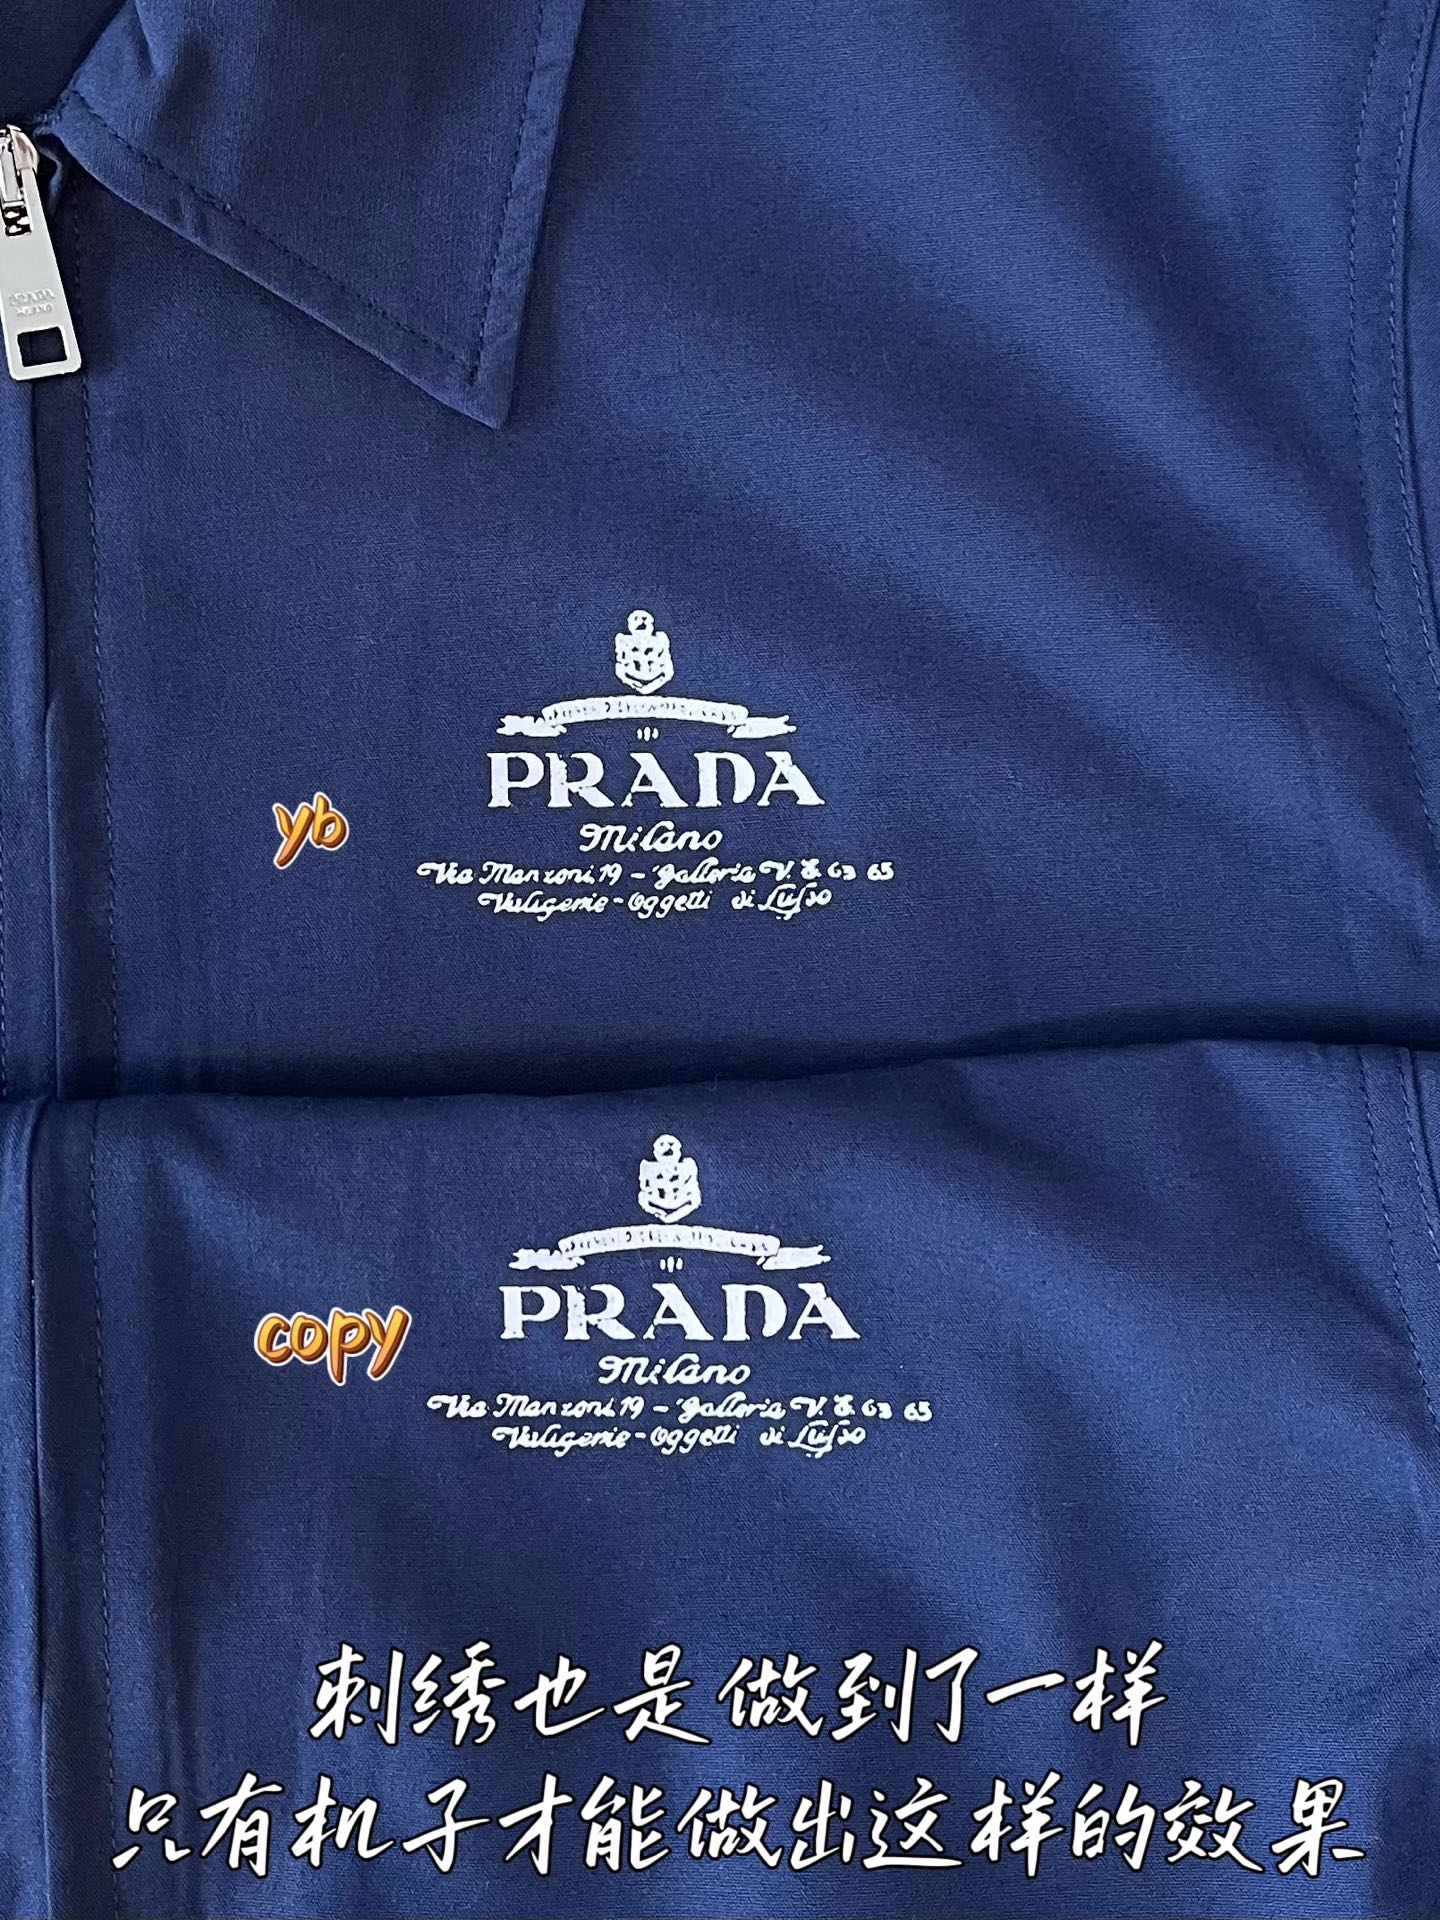 PRADA
MILANO
PRADA
Milano
yb
Via Manzoni, 19 - Galleria V. E. 63 65
Valigerie - Oggetti di Lusso
PRADA
Milano
copy
Via Manzoni, 19 - Galleria V. E. 63 65
Valigerie - Oggetti di Lusso
刺绣也是做到了一样
只有机子才能做出这样的效果